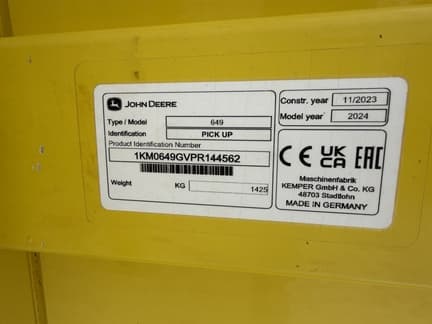 JOHN DEERE
Type / Model 649
Identification PICK UP
Product Identification Number
1KM0649GVPR144562
Weight KG 1425
Constr. year 11/2023
Model year 2024
CE UK CA EAC
Maschinenfabrik
KEMPER GmbH & Co. KG
48703 Stadtlohn
MADE IN GERMANY